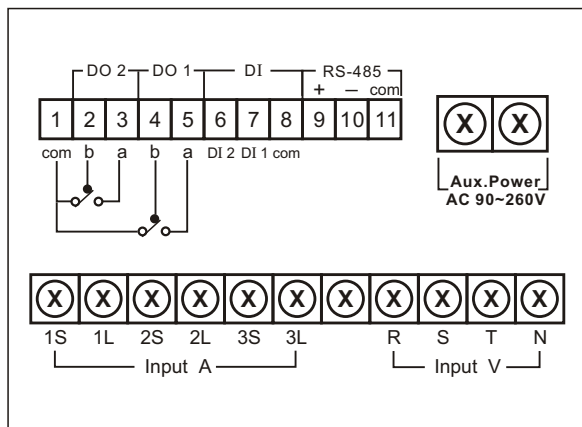 DO 2 DO 1 DI RS-485
+ – com
1 2 3 4 5 6 7 8 9 10 11
com b a b a DI 2 DI 1 com
X X
Aux.Power
AC 90~260V
X X X X X X X X X X X
1S 1L 2S 2L 3S 3L R S T N
Input A Input V